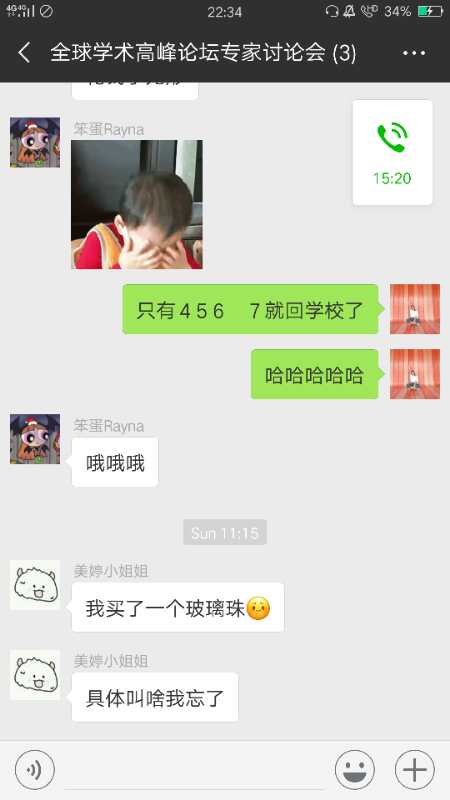 4G 4G
22:34
34%
全球学术高峰论坛专家讨论会 (3)
笨蛋Rayna
15:20
只有4 5 6 7就回学校了
哈哈哈哈哈
笨蛋Rayna
哦哦哦
Sun 11:15
美婷小姐姐
我买了一个玻璃珠
美婷小姐姐
具体叫啥我忘了